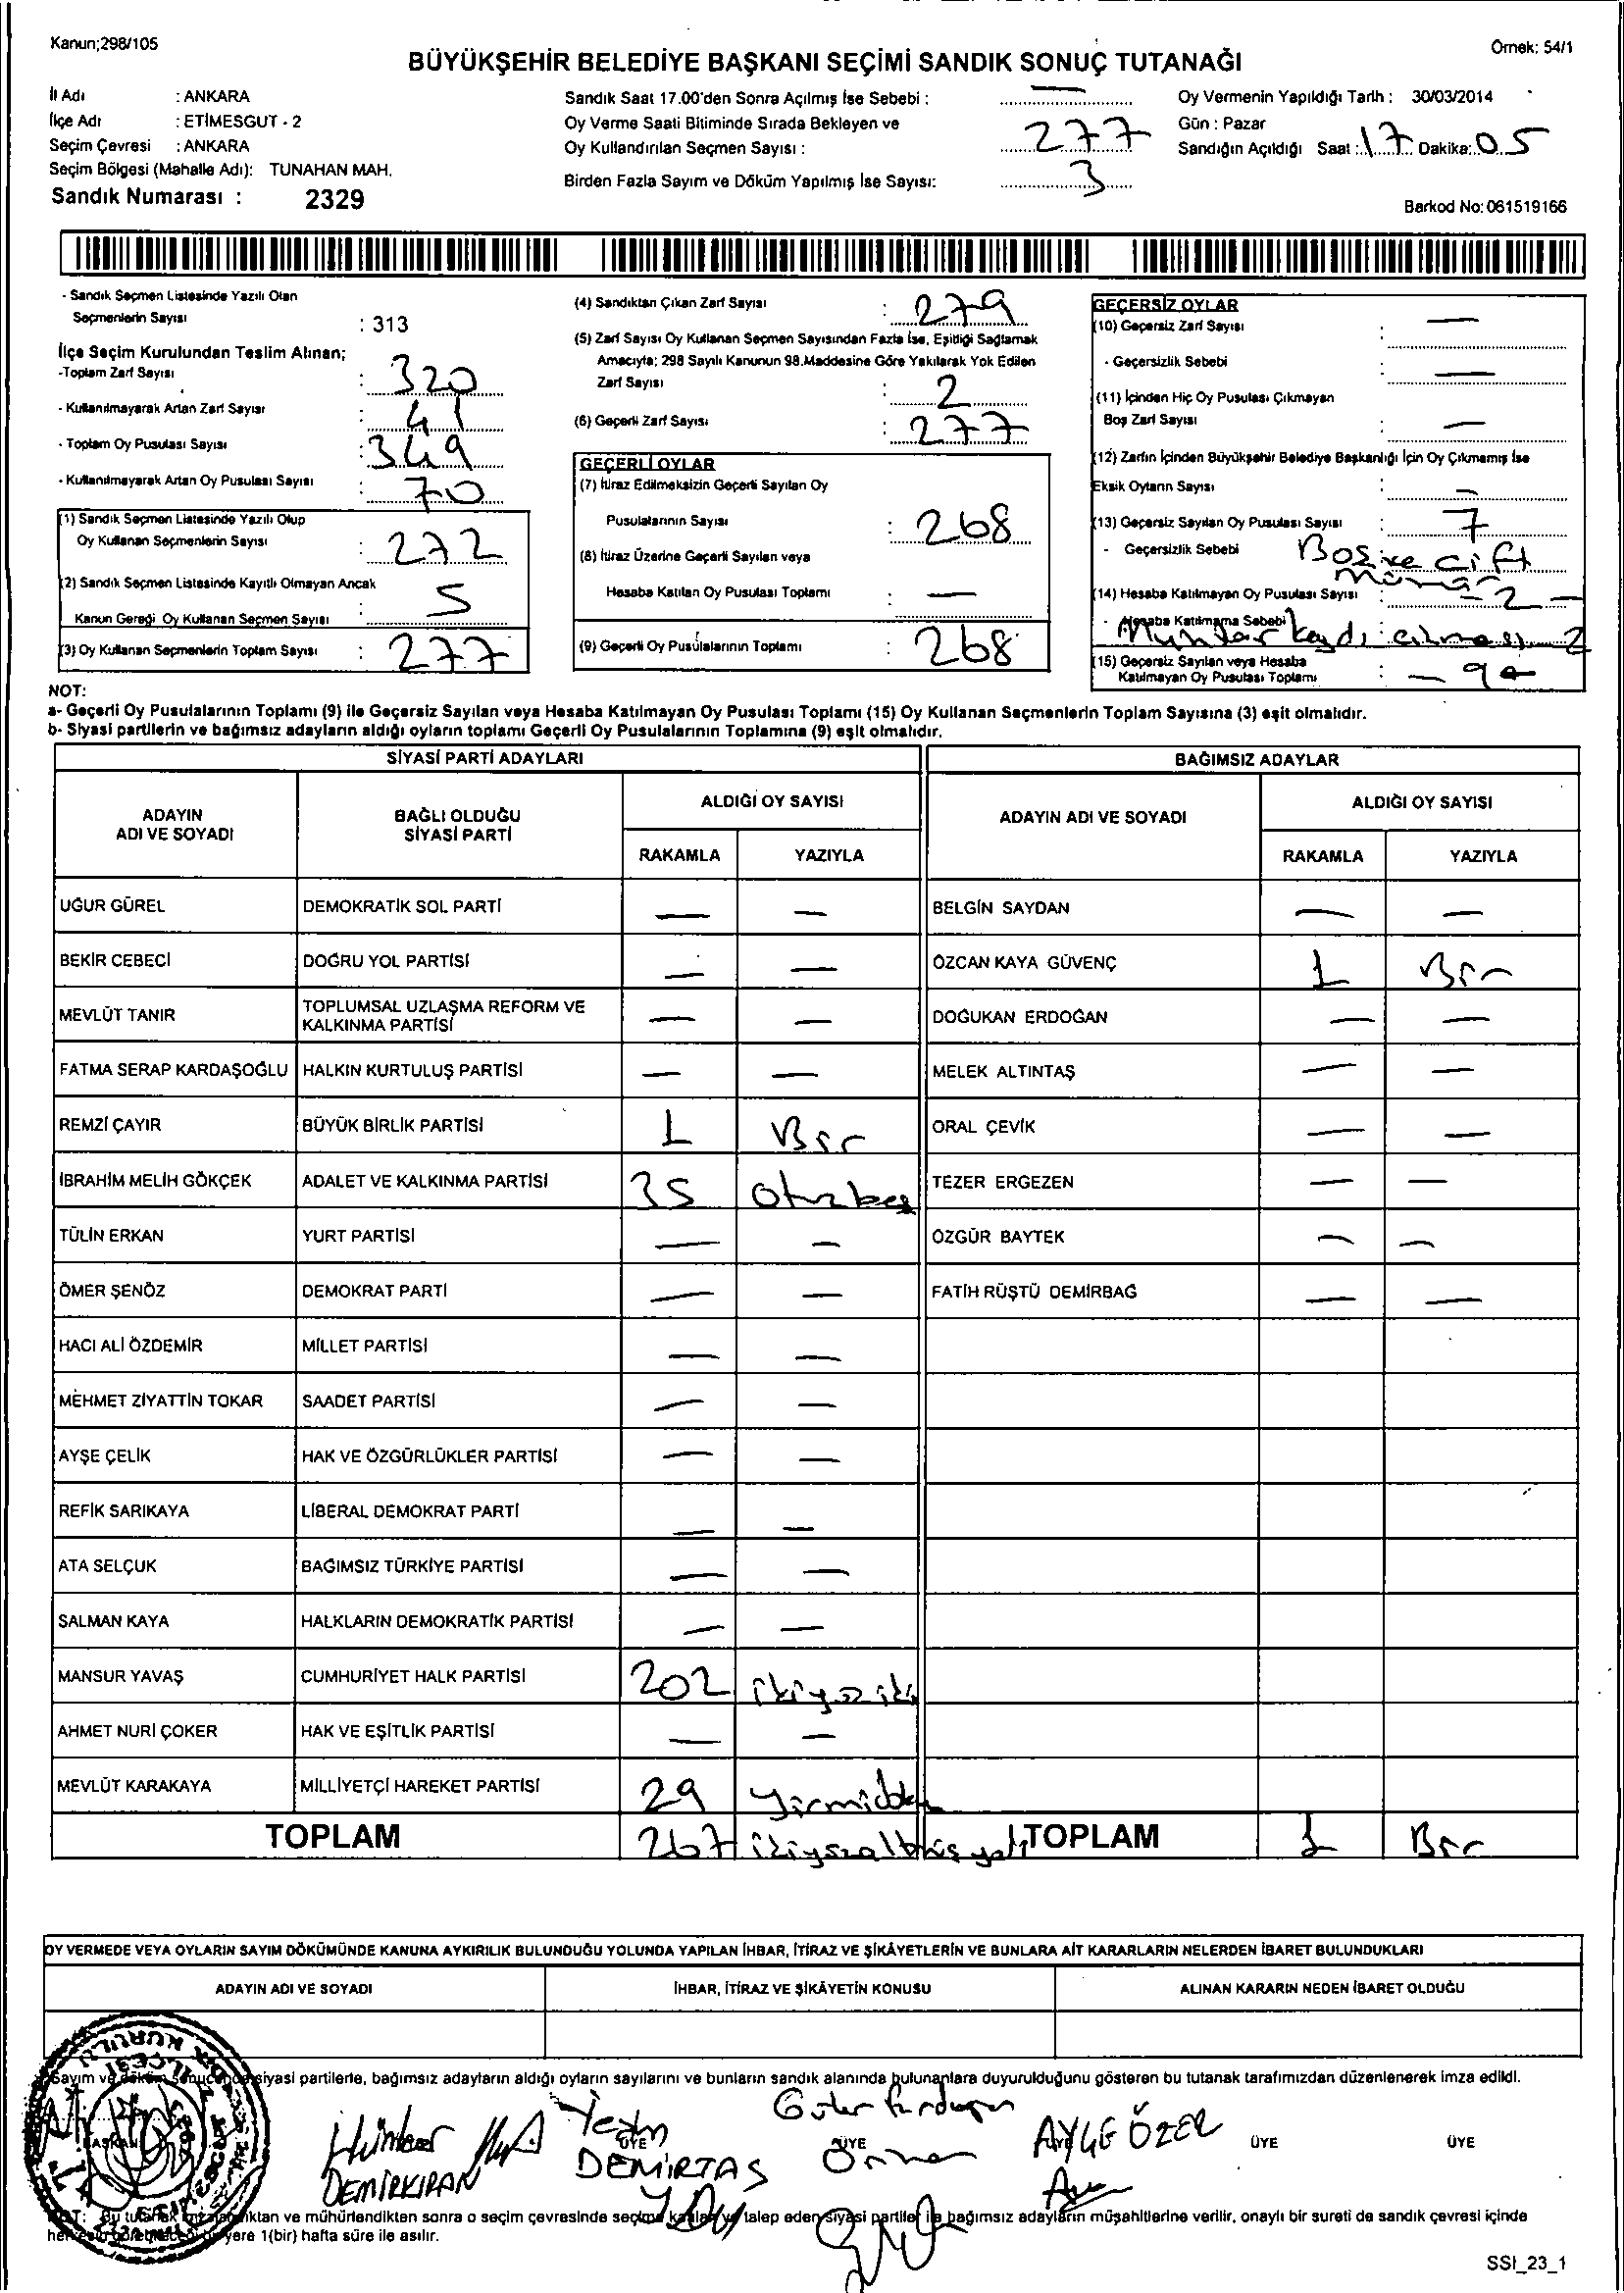 Kanun;298/105
Örnek: 54/1
BÜYÜKŞEHİR BELEDİYE BAŞKANI SEÇİMİ SANDIK SONUÇ TUTANAĞI
İl Adı : ANKARA
İlçe Adı : ETİMESGUT - 2
Seçim Çevresi : ANKARA
Seçim Bölgesi (Mahalle Adı): TUNAHAN MAH.
Sandık Numarası : 2329
Sandık Saat 17.00'den Sonra Açılmış İse Sebebi : —
Oy Verme Saati Bitiminde Sırada Bekleyen ve
Oy Kullandırılan Seçmen Sayısı : 277
Birden Fazla Sayım ve Döküm Yapılmış İse Sayısı: 3
Oy Vermenin Yapıldığı Tarih : 30/03/2014
Gün : Pazar
Sandığın Açıldığı Saat : 17 Dakika: 05
Barkod No: 061519166
- Sandık Seçmen Listesinde Yazılı Olan
Seçmenlerin Sayısı : 313
İlçe Seçim Kurulundan Teslim Alınan;
-Toplam Zarf Sayısı : 320
- Kullanılmayarak Artan Zarf Sayısı : 41
- Toplam Oy Pusulası Sayısı : 349
- Kullanılmayarak Artan Oy Pusulası Sayısı : 70
(1) Sandık Seçmen Listesinde Yazılı Olup
Oy Kullanan Seçmenlerin Sayısı : 272
(2) Sandık Seçmen Listesinde Kayıtlı Olmayan Ancak
Kanun Gereği Oy Kullanan Seçmen Sayısı : 5
(3) Oy Kullanan Seçmenlerin Toplam Sayısı : 277
(4) Sandıktan Çıkan Zarf Sayısı : 279
(5) Zarf Sayısı Oy Kullanan Seçmen Sayısından Fazla İse, Eşitliği Sağlamak
Amacıyla; 298 Sayılı Kanunun 98.Maddesine Göre Yakılarak Yok Edilen
Zarf Sayısı : 2
(6) Geçerli Zarf Sayısı : 277
GEÇERLİ OYLAR
(7) İtiraz Edilmeksizin Geçerli Sayılan Oy
Pusulalarının Sayısı : 268
(8) İtiraz Üzerine Geçerli Sayılan veya
Hesaba Katılan Oy Pusulası Toplamı : —
(9) Geçerli Oy Pusulalarının Toplamı : 268
GEÇERSİZ OYLAR
(10) Geçersiz Zarf Sayısı : —
- Geçersizlik Sebebi : —
(11) İçinden Hiç Oy Pusulası Çıkmayan
Boş Zarf Sayısı : —
(12) Zarfın İçinden Büyükşehir Belediye Başkanlığı İçin Oy Çıkmamış İse
Eksik Oyların Sayısı : —
(13) Geçersiz Sayılan Oy Pusulası Sayısı : 7
- Geçersizlik Sebebi Boş ve Çift
(14) Hesaba Katılmayan Oy Pusulası Sayısı : - 2 -
- Hesaba Katılmama Sebebi Muhtar 2
(15) Geçersiz Sayılan veya Hesaba
Katılmayan Oy Pusulası Toplamı : - 9 -
NOT:
a- Geçerli Oy Pusulalarının Toplamı (9) ile Geçersiz Sayılan veya Hesaba Katılmayan Oy Pusulası Toplamı (15) Oy Kullanan Seçmenlerin Toplam Sayısına (3) eşit olmalıdır.
b- Siyasi partilerin ve bağımsız adayların aldığı oyların toplamı Geçerli Oy Pusulalarının Toplamına (9) eşit olmalıdır.
SİYASİ PARTİ ADAYLARI BAĞIMSIZ ADAYLAR
ADAYIN ADI VE SOYADI BAĞLI OLDUĞU SİYASİ PARTİ ALDIĞI OY SAYISI ADAYIN ADI VE SOYADI ALDIĞI OY SAYISI
RAKAMLA YAZIYLA RAKAMLA YAZIYLA
UĞUR GÜREL DEMOKRATİK SOL PARTİ — — BELGİN SAYDAN — —
BEKİR CEBECİ DOĞRU YOL PARTİSİ — — ÖZCAN KAYA GÜVENÇ 1 Bir
MEVLÜT TANIR TOPLUMSAL UZLAŞMA REFORM VE KALKINMA PARTİSİ — — DOĞUKAN ERDOĞAN — —
FATMA SERAP KARDAŞOĞLU HALKIN KURTULUŞ PARTİSİ — — MELEK ALTINTAŞ — —
REMZİ ÇAYIR BÜYÜK BİRLİK PARTİSİ 1 Bir ORAL ÇEVİK — —
İBRAHİM MELİH GÖKÇEK ADALET VE KALKINMA PARTİSİ 35 otuzbeş TEZER ERGEZEN — —
TÜLİN ERKAN YURT PARTİSİ — — ÖZGÜR BAYTEK — —
ÖMER ŞENÖZ DEMOKRAT PARTİ — — FATİH RÜŞTÜ DEMİRBAĞ — —
HACI ALİ ÖZDEMİR MİLLET PARTİSİ — —
MEHMET ZİYATTİN TOKAR SAADET PARTİSİ — —
AYŞE ÇELİK HAK VE ÖZGÜRLÜKLER PARTİSİ — —
REFİK SARIKAYA LİBERAL DEMOKRAT PARTİ — —
ATA SELÇUK BAĞIMSIZ TÜRKİYE PARTİSİ — —
SALMAN KAYA HALKLARIN DEMOKRATİK PARTİSİ — —
MANSUR YAVAŞ CUMHURİYET HALK PARTİSİ 202 ikiyüziki
AHMET NURİ ÇOKER HAK VE EŞİTLİK PARTİSİ — —
MEVLÜT KARAKAYA MİLLİYETÇİ HAREKET PARTİSİ 29 yirmidokuz
TOPLAM 267 ikiyüzaltmışyedi TOPLAM 1 Bir
OY VERMEDE VEYA OYLARIN SAYIM DÖKÜMÜNDE KANUNA AYKIRILIK BULUNDUĞU YOLUNDA YAPILAN İHBAR, İTİRAZ VE ŞİKÂYETLERİN VE BUNLARA AİT KARARLARIN NELERDEN İBARET BULUNDUKLARI
ADAYIN ADI VE SOYADI İHBAR, İTİRAZ VE ŞİKÂYETİN KONUSU ALINAN KARARIN NEDEN İBARET OLDUĞU
Sayım ve döküm sonucunda siyasi partilerle, bağımsız adayların aldığı oyların sayılarını ve bunların sandık alanında bulunanlara duyurulduğunu gösteren bu tutanak tarafımızdan düzenlenerek imza edildi.
BAŞKAN ÜYE ÜYE ÜYE ÜYE ÜYE
DEMİRKIRAN
DEMİRTAŞ
AYŞE ÖZEL
NOT: Bu tutanak imzalandıktan ve mühürlendikten sonra o seçim çevresinde seçime katılan ve talep eden siyasi partiler ile bağımsız adayların müşahitlerine verilir, onaylı bir sureti de sandık çevresi içinde
herkesin görebileceği bir yere 1(bir) hafta süre ile asılır.
SSI_23_1